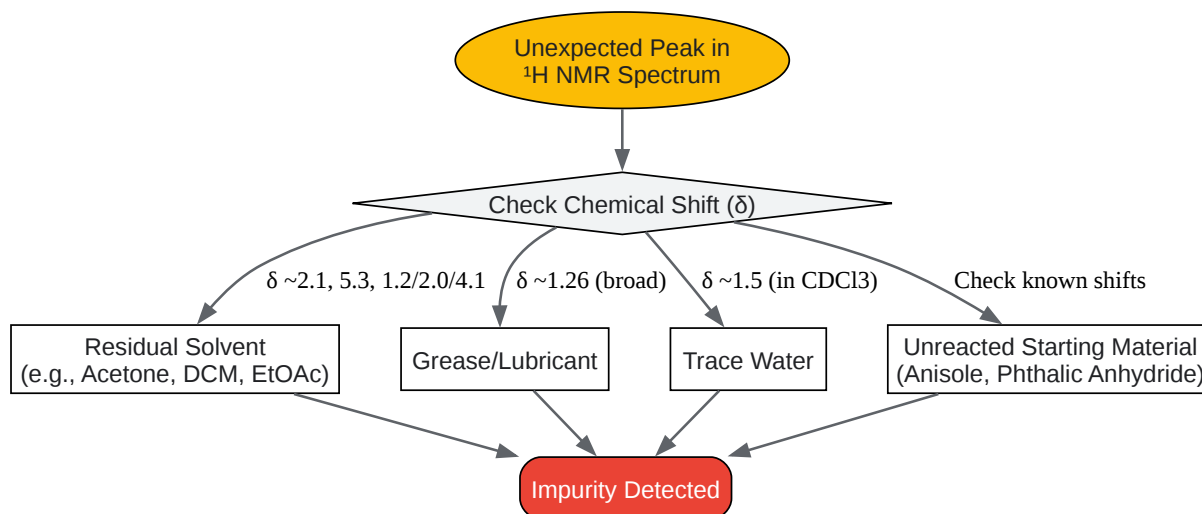 Unexpected Peak in
¹H NMR Spectrum
Check Chemical Shift (δ)
δ ~2.1, 5.3, 1.2/2.0/4.1
δ ~1.26 (broad)
δ ~1.5 (in CDCl3)
Check known shifts
Residual Solvent
(e.g., Acetone, DCM, EtOAc)
Grease/Lubricant
Trace Water
Unreacted Starting Material
(Anisole, Phthalic Anhydride)
Impurity Detected